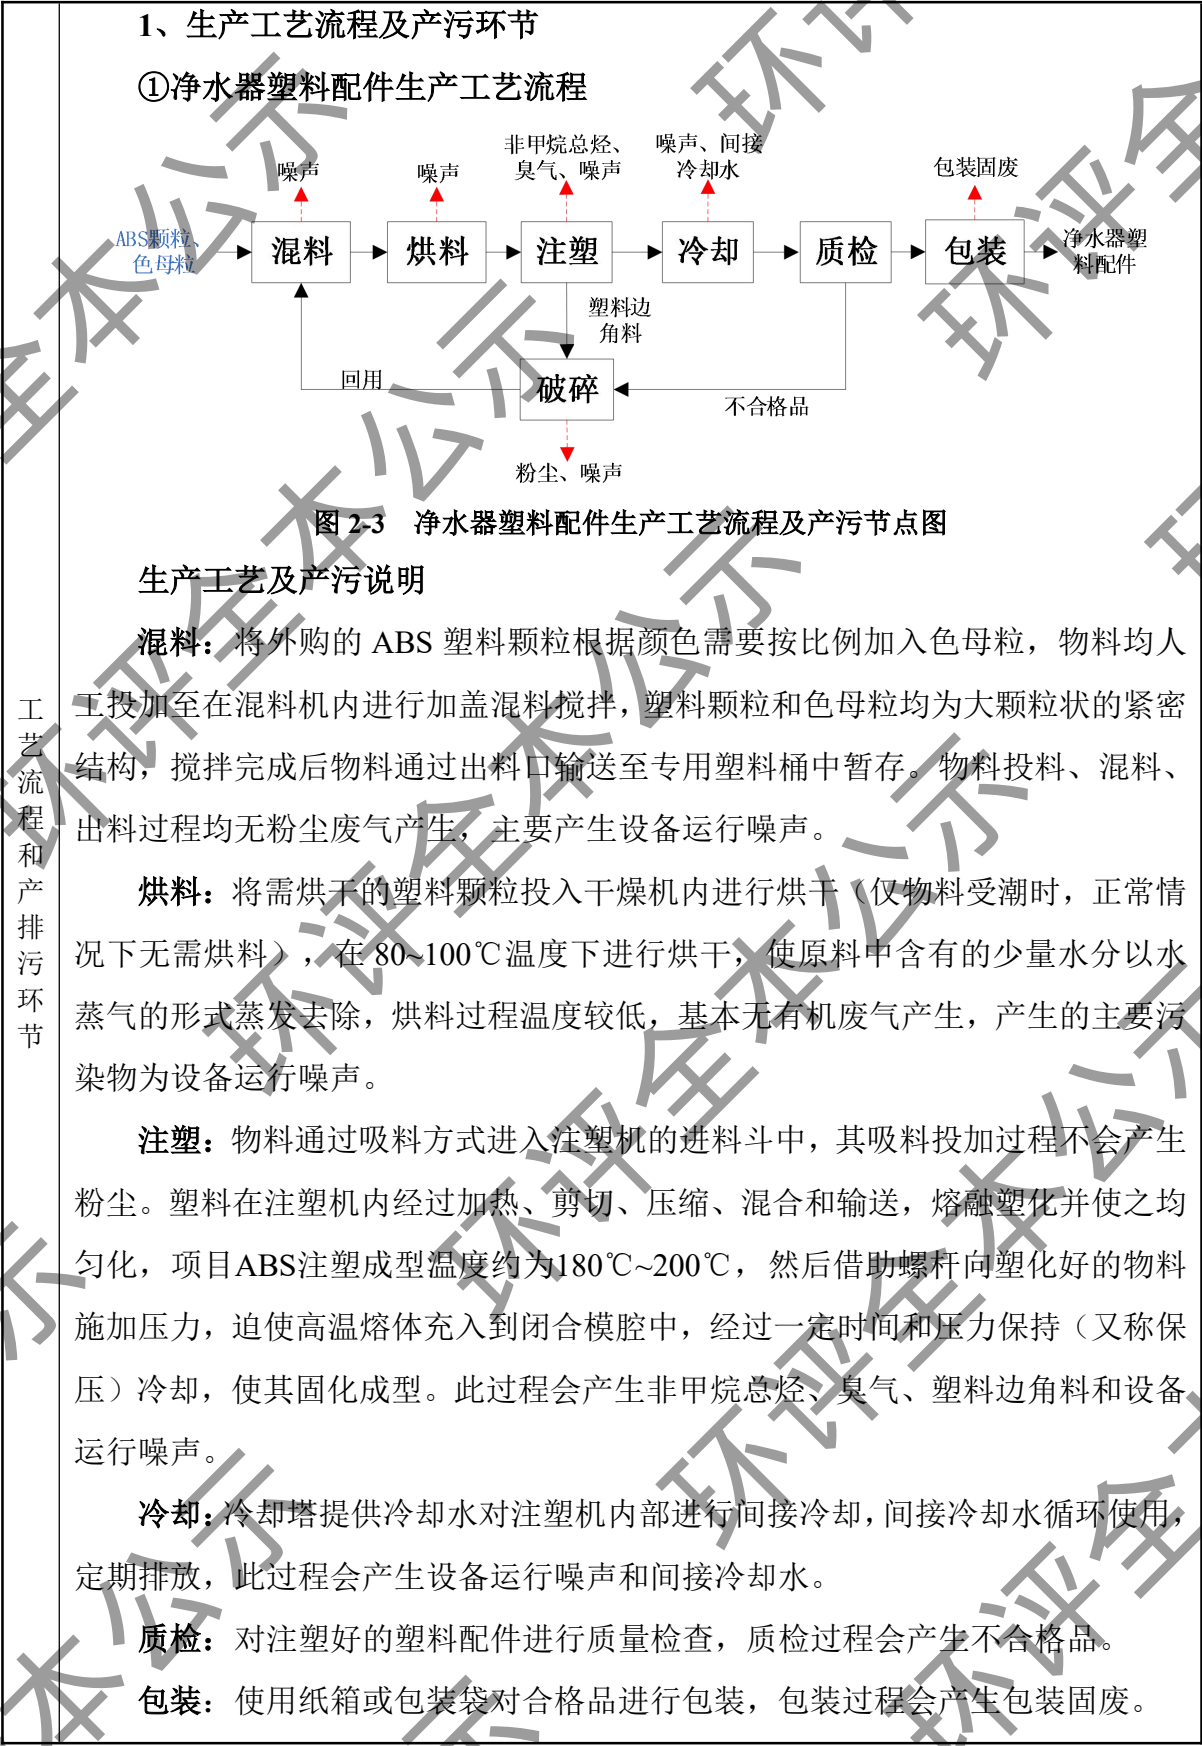 1、生产工艺流程及产污环节
①净水器塑料配件生产工艺流程
非甲烷总烃、
臭气、噪声
噪声、间接
冷却水
噪声
噪声
包装固废
ABS颗粒、
色母粒
混料
烘料
注塑
冷却
质检
包装
净水器塑
料配件
塑料边
角料
回用
破碎
不合格品
粉尘、噪声
图 2-3 净水器塑料配件生产工艺流程及产污节点图
生产工艺及产污说明
混料：将外购的 ABS 塑料颗粒根据颜色需要按比例加入色母粒，物料均人
工投加至在混料机内进行加盖混料搅拌，塑料颗粒和色母粒均为大颗粒状的紧密
结构，搅拌完成后物料通过出料口输送至专用塑料桶中暂存。物料投料、混料、
出料过程均无粉尘废气产生，主要产生设备运行噪声。
烘料：将需烘干的塑料颗粒投入干燥机内进行烘干（仅物料受潮时，正常情
况下无需烘料），在 80~100℃温度下进行烘干，使原料中含有的少量水分以水
蒸气的形式蒸发去除，烘料过程温度较低，基本无有机废气产生，产生的主要污
染物为设备运行噪声。
注塑：物料通过吸料方式进入注塑机的进料斗中，其吸料投加过程不会产生
粉尘。塑料在注塑机内经过加热、剪切、压缩、混合和输送，熔融塑化并使之均
匀化，项目ABS注塑成型温度约为180℃~200℃，然后借助螺杆向塑化好的物料
施加压力，迫使高温熔体充入到闭合模腔中，经过一定时间和压力保持（又称保
压）冷却，使其固化成型。此过程会产生非甲烷总烃、臭气、塑料边角料和设备
运行噪声。
冷却：冷却塔提供冷却水对注塑机内部进行间接冷却，间接冷却水循环使用，
定期排放，此过程会产生设备运行噪声和间接冷却水。
质检：对注塑好的塑料配件进行质量检查，质检过程会产生不合格品。
包装：使用纸箱或包装袋对合格品进行包装，包装过程会产生包装固废。
工
艺
流
程
和
产
排
污
环
节
环评全本公示